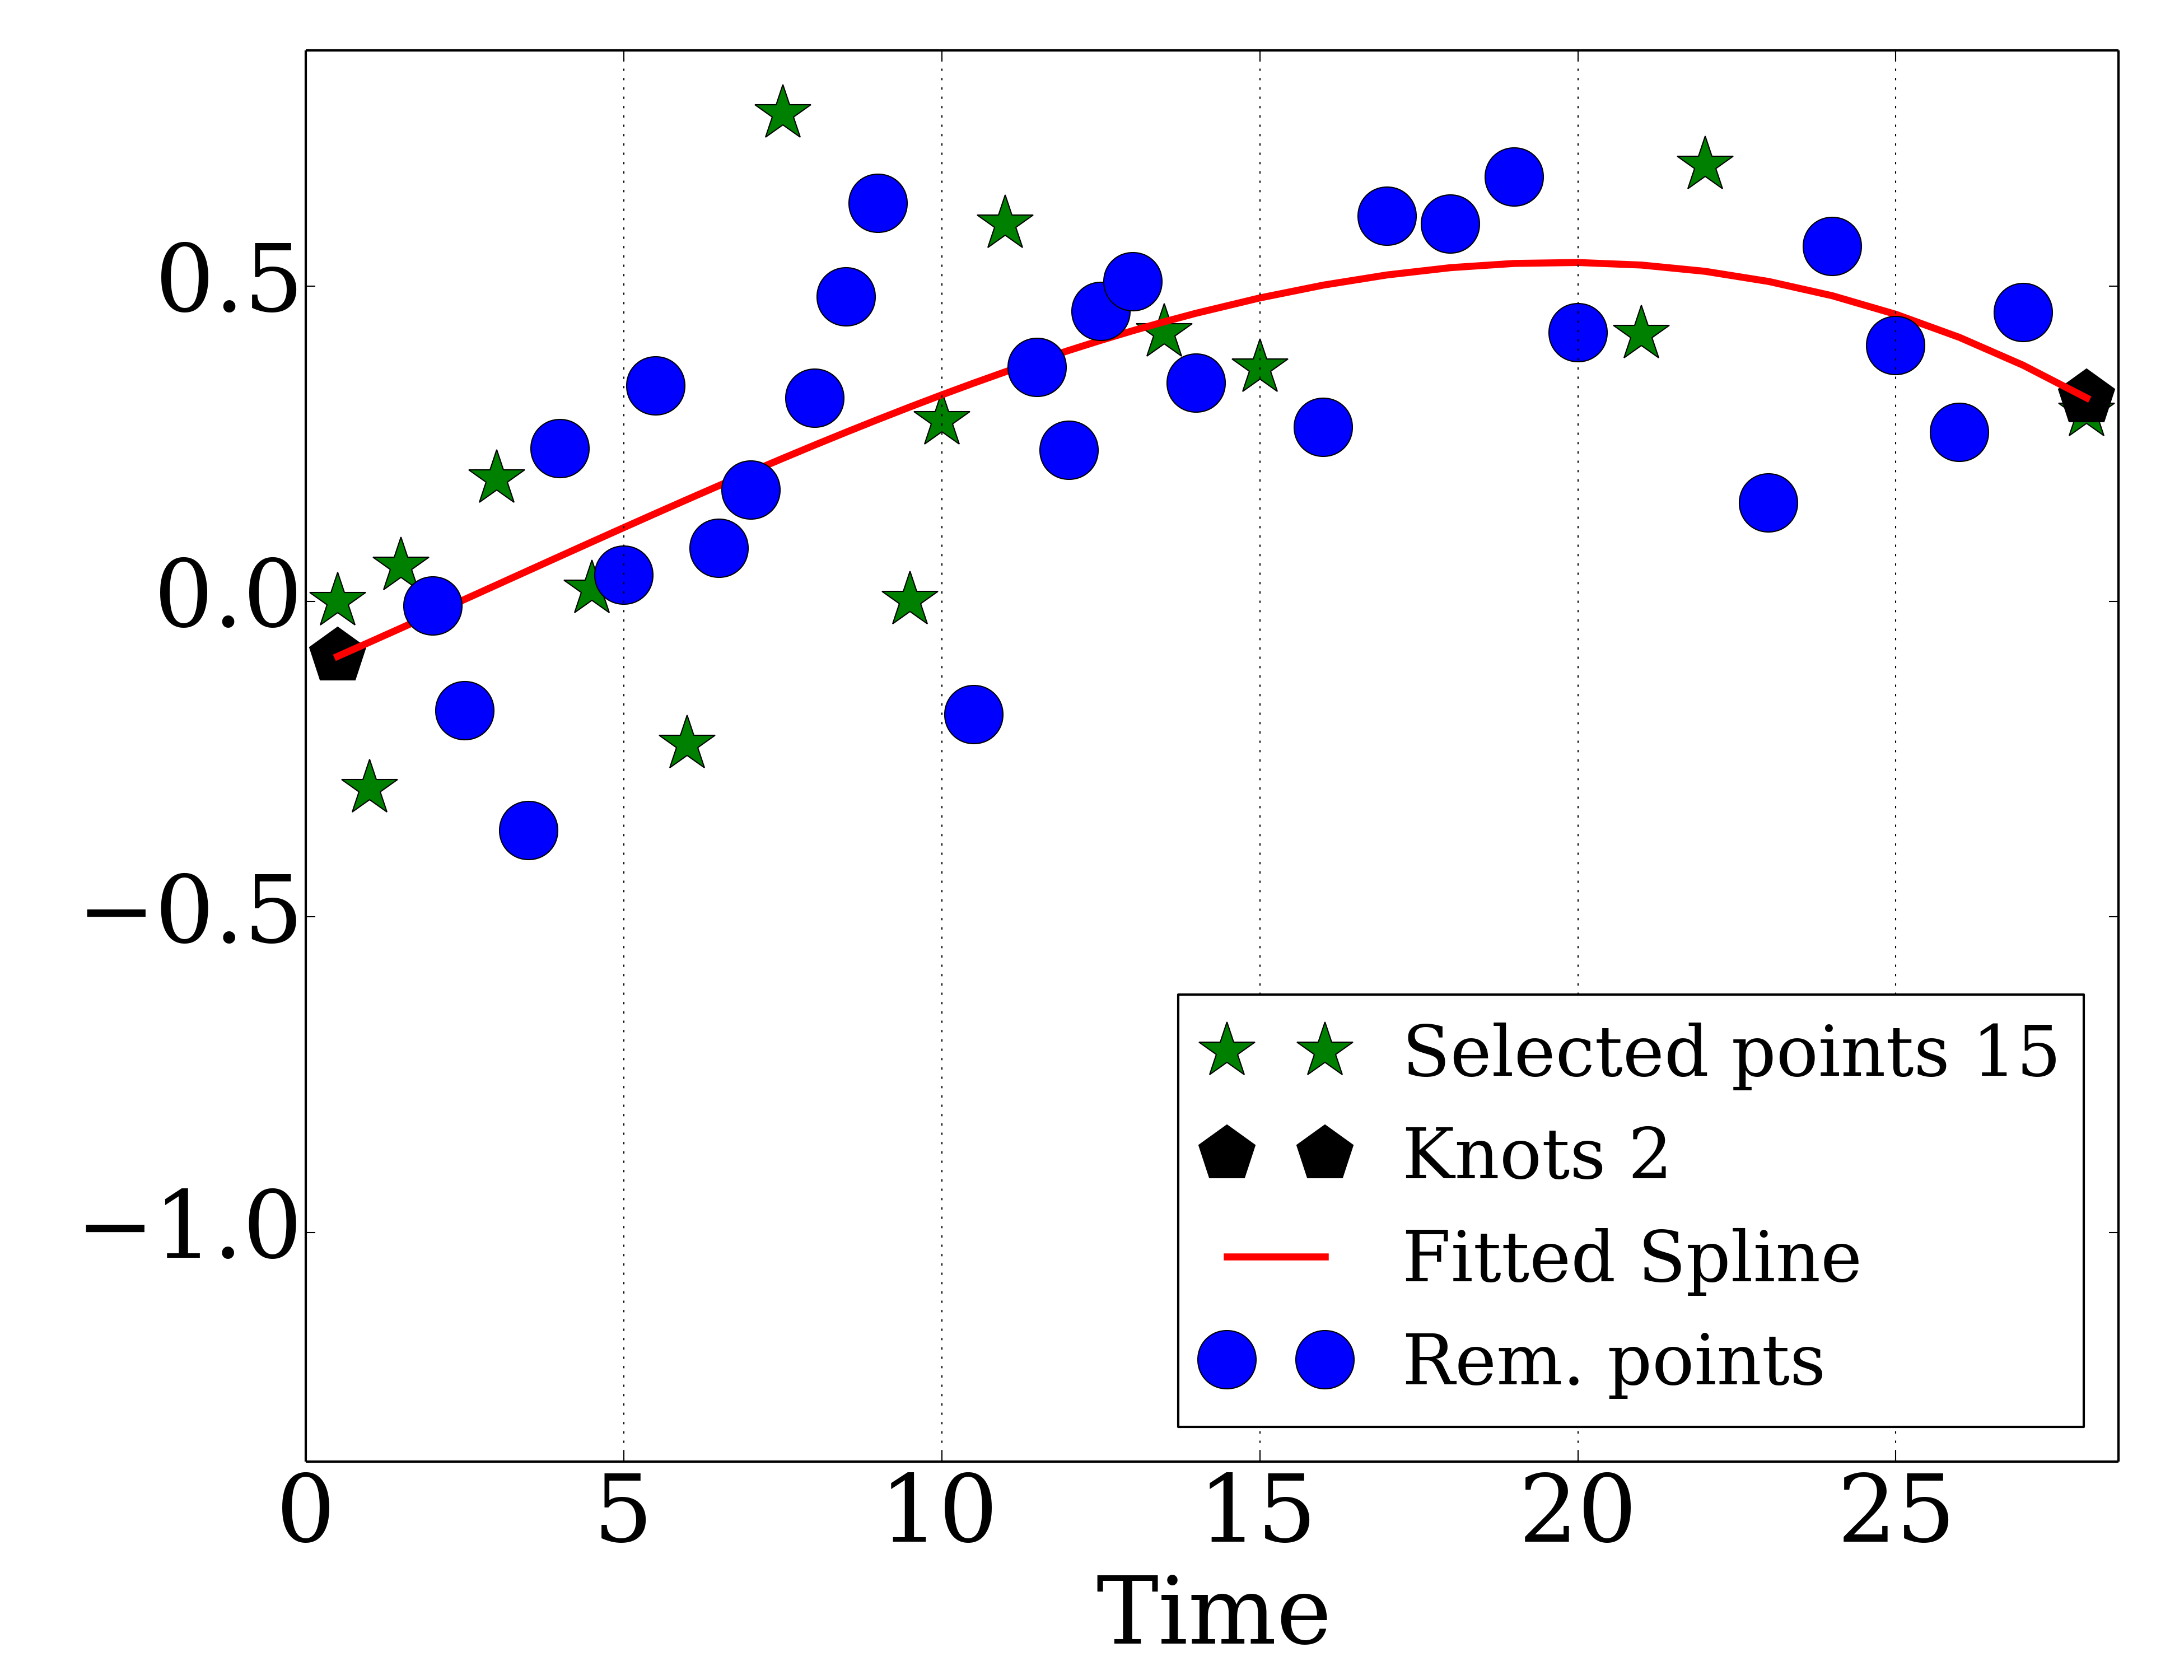 0.5
0.0
−0.5
−1.0
Selected points 15
Knots 2
Fitted Spline
Rem. points
0 5 10 15 20 25
Time